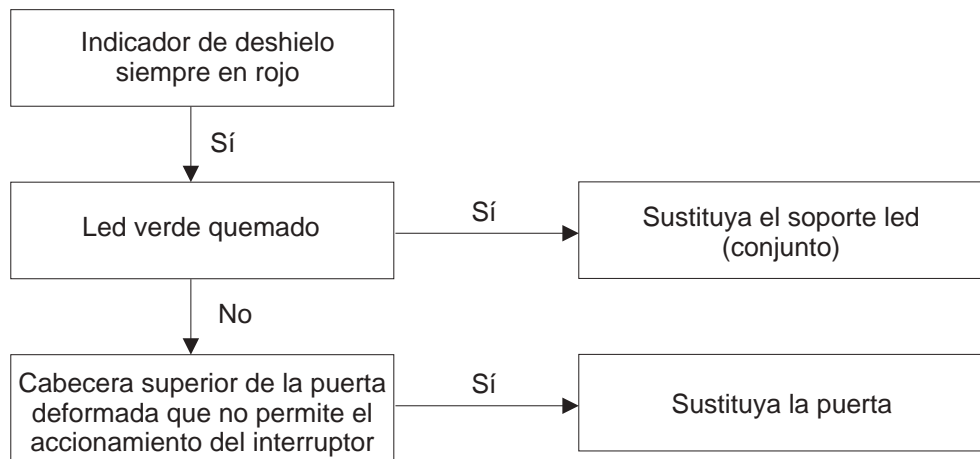 Indicador de deshielo
siempre en rojo
Sí
Led verde quemado
Sí
Sustituya el soporte led
(conjunto)
No
Cabecera superior de la puerta
deformada que no permite el
accionamiento del interruptor
Sí
Sustituya la puerta